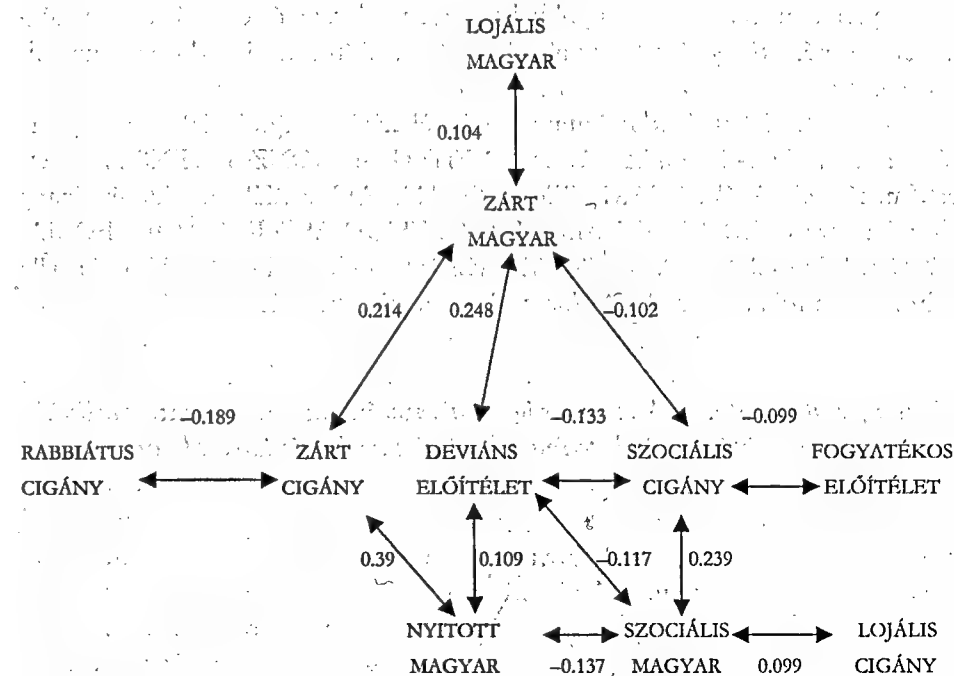 LOJÁLIS
MAGYAR
0.104
ZÁRT
MAGYAR
0.214 0.248 –0.102
–0.189 –0.133 –0.099
RABBIÁTUS ZÁRT DEVIÁNS SZOCIÁLIS FOGYATÉKOS
CIGÁNY CIGÁNY ELŐÍTÉLET CIGÁNY ELŐÍTÉLET
0.39 0.109 –0.117 0.239
NYITOTT SZOCIÁLIS LOJÁLIS
MAGYAR –0.137 MAGYAR 0.099 CIGÁNY